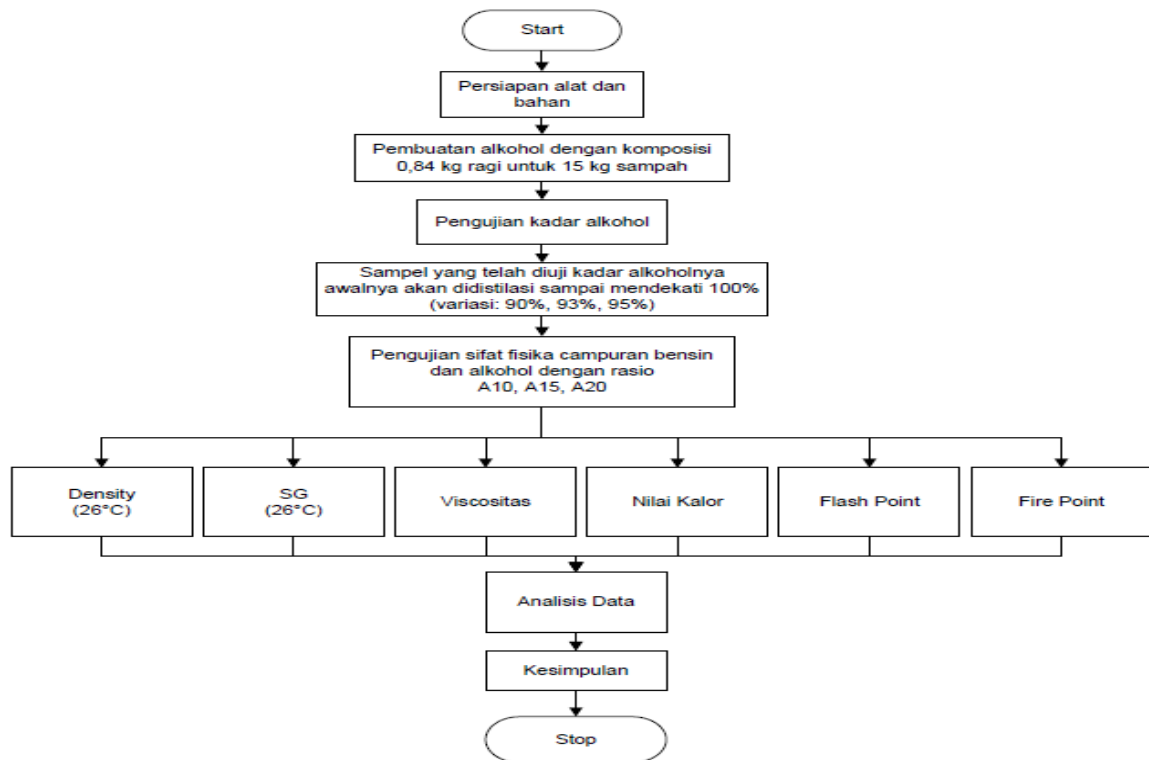 Start
Persiapan alat dan
bahan
Pembuatan alkohol dengan komposisi
0,84 kg ragi untuk 15 kg sampah
Pengujian kadar alkohol
Sampel yang telah diuji kadar alkoholnya
awalnya akan didistilasi sampai mendekati 100%
(variasi: 90%, 93%, 95%)
Pengujian sifat fisika campuran bensin
dan alkohol dengan rasio
A10, A15, A20
Density
(26°C)
SG
(26°C)
Viscositas
Nilai Kalor
Flash Point
Fire Point
Analisis Data
Kesimpulan
Stop